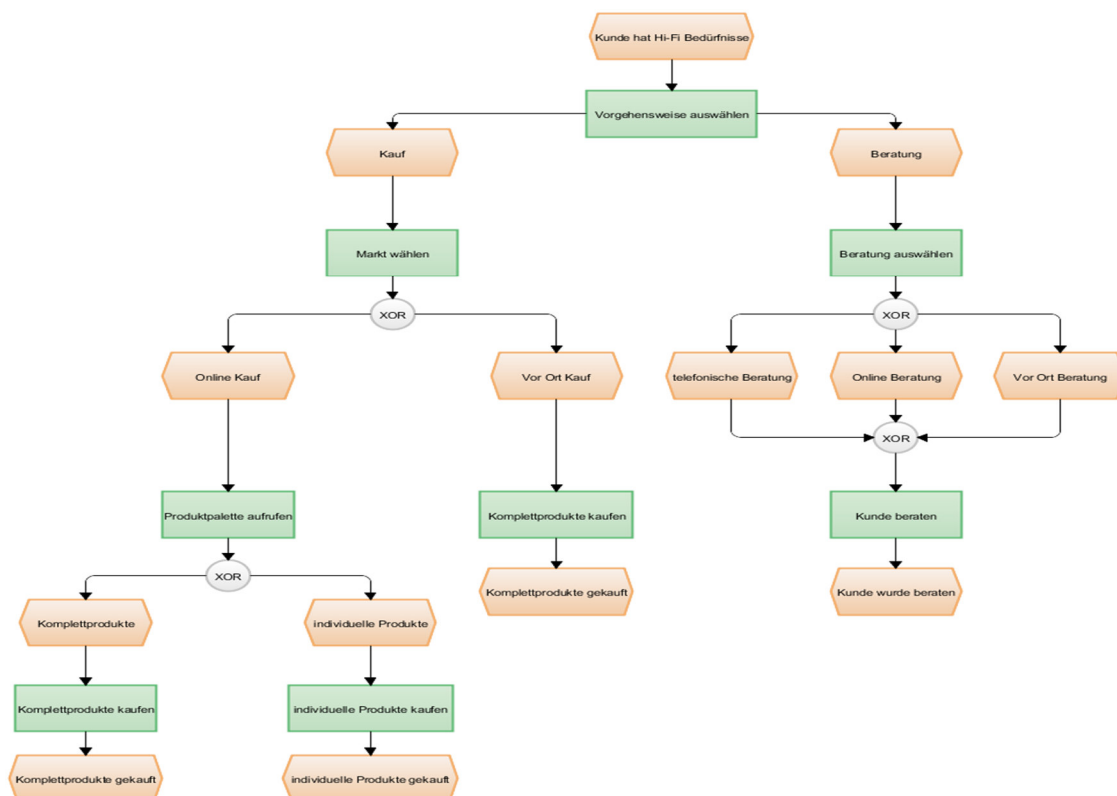 Kunde hat Hi-Fi Bedürfnisse
Vorgehensweise auswählen
Kauf
Beratung
Markt wählen
Beratung auswählen
XOR
XOR
Online Kauf
Vor Ort Kauf
telefonische Beratung
Online Beratung
Vor Ort Beratung
XOR
Produktpalette aufrufen
Komplettprodukte kaufen
Kunde beraten
XOR
Komplettprodukte gekauft
Kunde wurde beraten
Komplettprodukte
individuelle Produkte
Komplettprodukte kaufen
individuelle Produkte kaufen
Komplettprodukte gekauft
individuelle Produkte gekauft